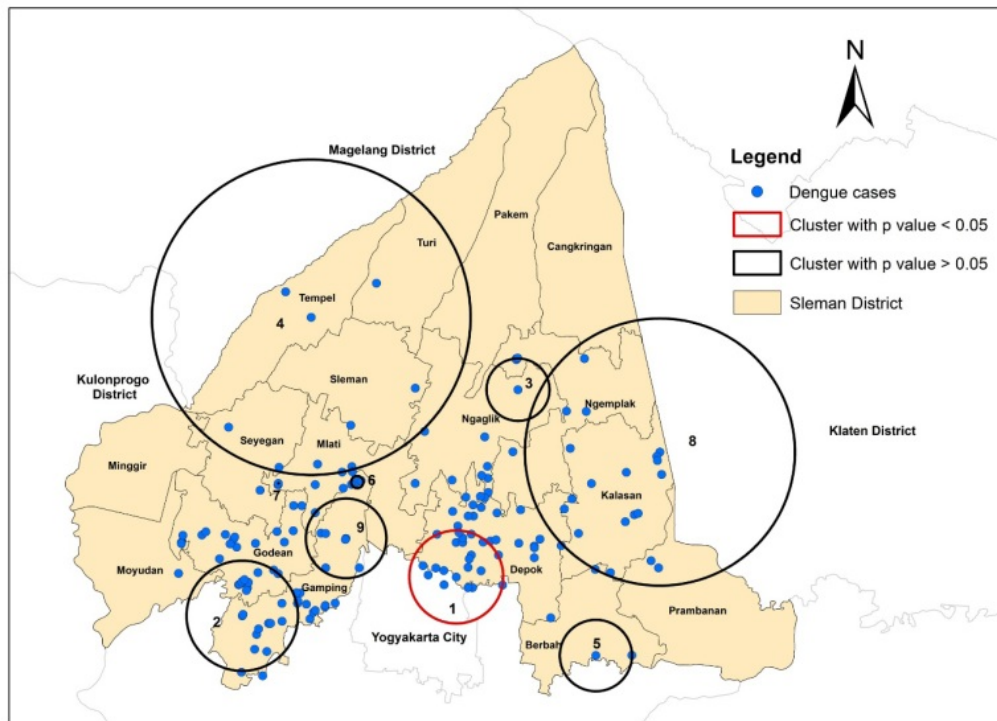 N
Legend
Dengue cases
Cluster with p value < 0.05
Cluster with p value > 0.05
Sleman District
Magelang District
Pakem
Turi
Cangkringan
Tempel
4
Kulonprogo
District
Sleman
3
Ngemplak
Ngaglik
Seyegan
Mlati
8
Klaten District
Minggir
6
7
Kalasan
9
Godean
Moyudan
Depok
Gamping
1
2
Prambanan
Yogyakarta City
Berbah
5